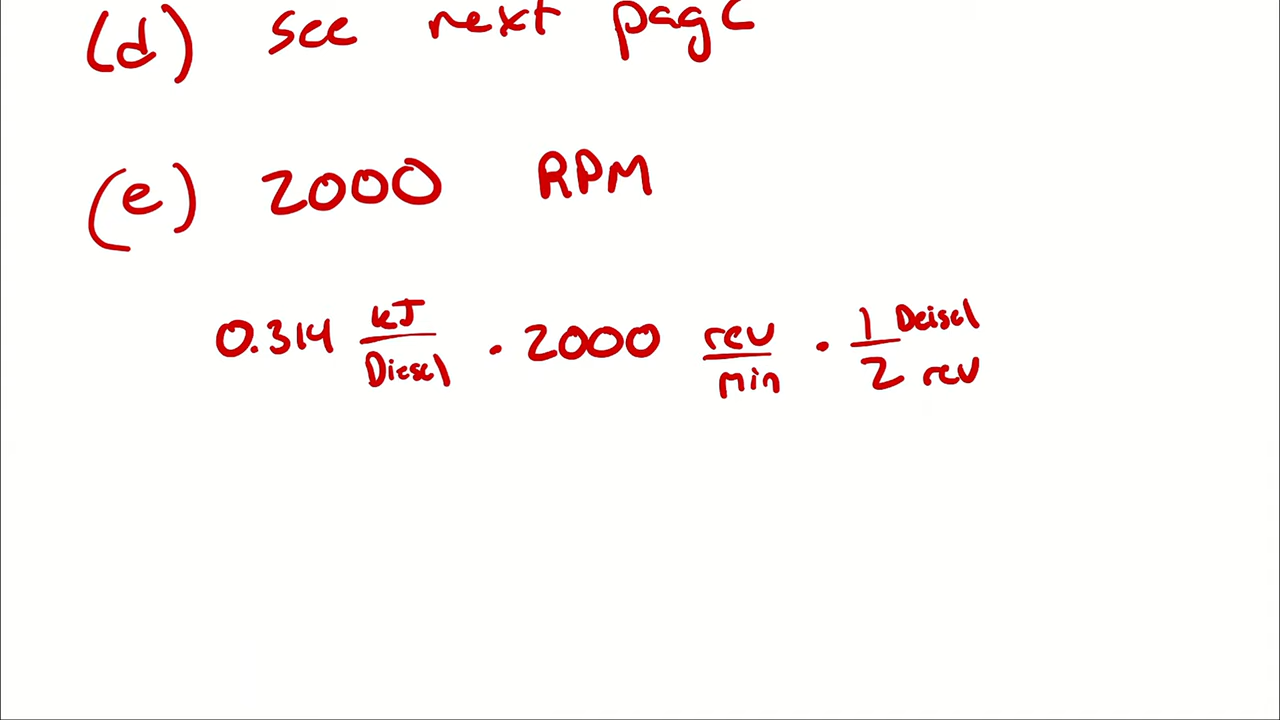 (d) see next page
(e) 2000 RPM
0.314 kJ/Diesel · 2000 rev/min · 1 Deisel/2 rev